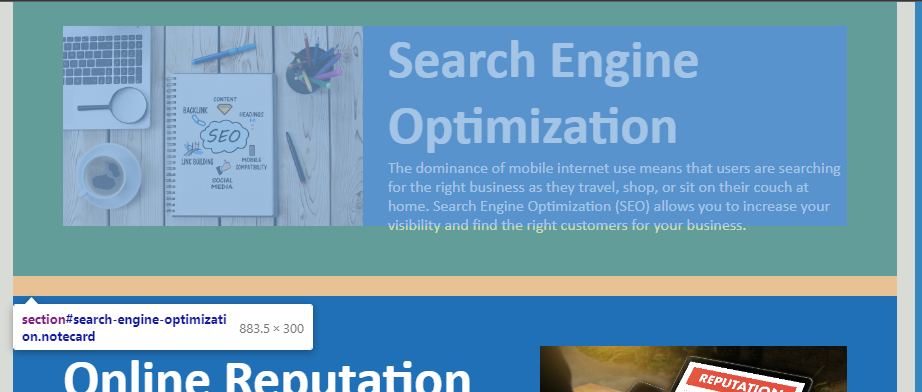 Search Engine
Optimization
The dominance of mobile internet use means that users are searching
for the right business as they travel, shop, or sit on their couch at
home. Search Engine Optimization (SEO) allows you to increase your
visibility and find the right customers for your business.
CONTENT
BACKLINK
HEADINGS
SEO
LINK BUILDING
MOBILE
COMPATIBILITY
SOCIAL
MEDIA
section#search-engine-optimizati
on.notecard
883.5 × 300
Online Reputation
REPUTATION